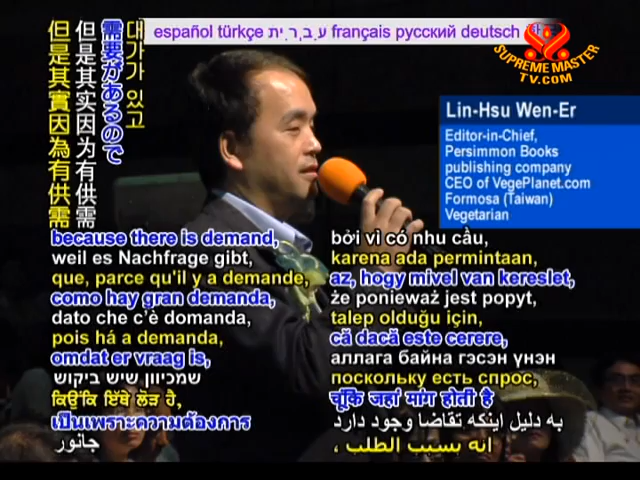 español türkçe עִבְרִית français русский deutsch
SUPREME MASTER
TV.COM
대가가 있고
需要があるので
但是其实因为有供需
但是其實因為有供需
Lin-Hsu Wen-Er
Editor-in-Chief,
Persimmon Books
publishing company
CEO of VegePlanet.com
Formosa (Taiwan)
Vegetarian
because there is demand,
weil es Nachfrage gibt,
que, parce qu'il y a demande,
como hay gran demanda,
dato che c'è domanda,
pois há a demanda,
omdat er vraag is,
שמכיוון שיש ביקוש
ਕਿਉਂਕਿ ਇੱਥੇ ਲੋੜ ਹੈ,
เป็นเพราะความต้องการ
جانور
bởi vì có nhu cầu,
karena ada permintaan,
az, hogy mivel van kereslet,
że ponieważ jest popyt,
talep olduğu için,
că dacă este cerere,
аллага байна гэсэн үнэн
поскольку есть спрос,
चूंकि जहां मांग होती है
به دلیل اینکه تقاضا وجود دارد
انه بسبب الطلب ،